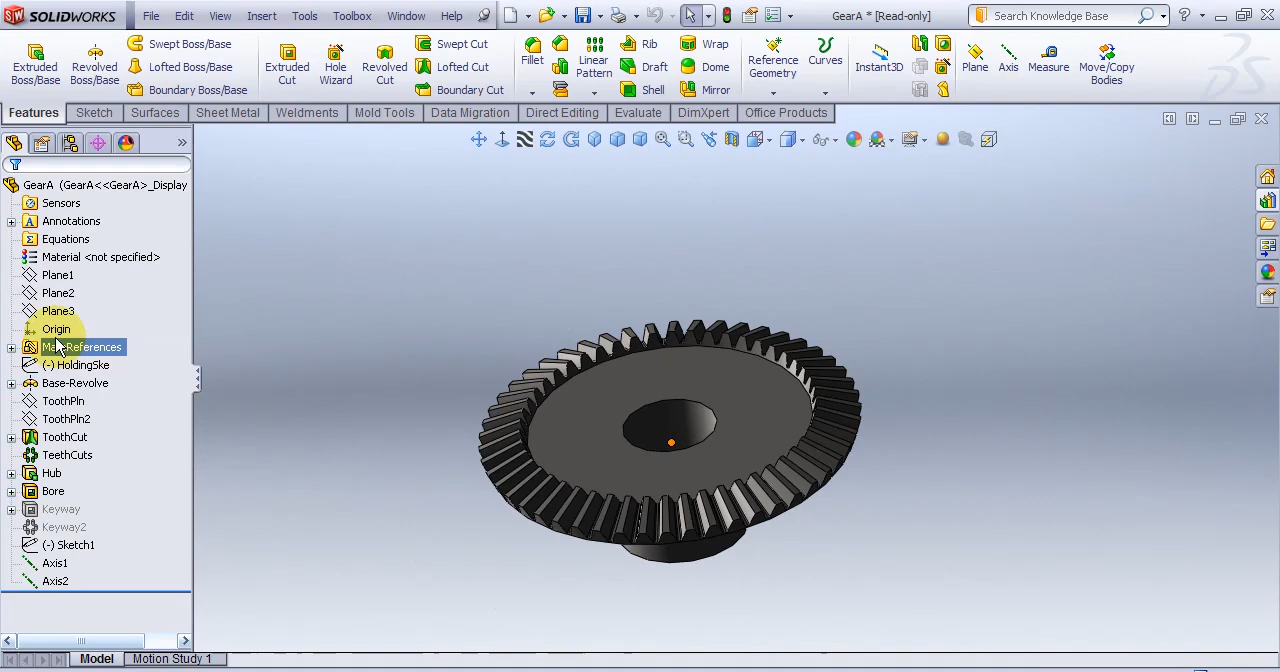 SOLIDWORKS File Edit View Insert Tools Toolbox Window Help GearA * [Read-only] Search Knowledge Base ?
Extruded Boss/Base Revolved Boss/Base Swept Boss/Base Lofted Boss/Base Boundary Boss/Base Extruded Cut Hole Wizard Revolved Cut Swept Cut Lofted Cut Boundary Cut Fillet Linear Pattern Rib Draft Shell Wrap Dome Mirror Reference Geometry Curves Instant3D Plane Axis Measure Move/Copy Bodies
Features Sketch Surfaces Sheet Metal Weldments Mold Tools Data Migration Direct Editing Evaluate DimXpert Office Products
GearA (GearA<<GearA>_Display
Sensors
Annotations
Equations
Material <not specified>
Plane1
Plane2
Plane3
Origin
References
(-) HoldingSke
Base-Revolve
ToothPln
ToothPln2
ToothCut
TeethCuts
Hub
Bore
Keyway
Keyway2
(-) Sketch1
Axis1
Axis2
Model Motion Study 1